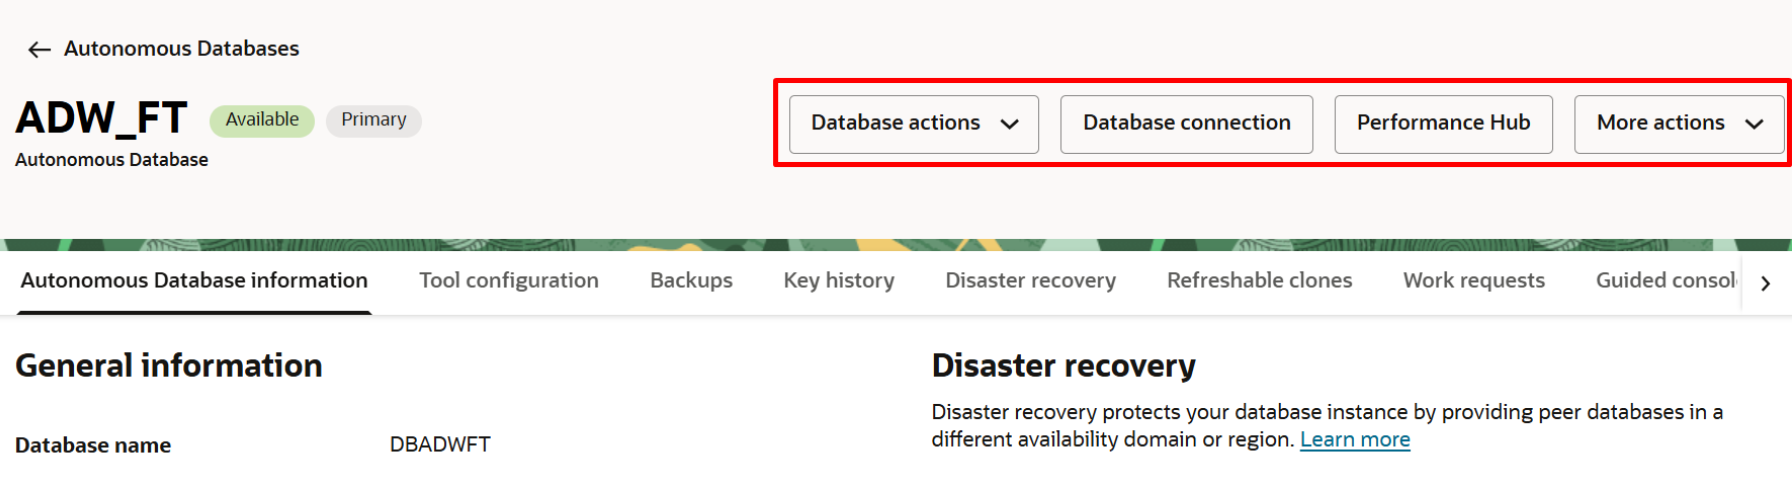 Autonomous Databases
ADW_FT Available Primary
Autonomous Database
Database actions Database connection Performance Hub More actions
Autonomous Database information Tool configuration Backups Key history Disaster recovery Refreshable clones Work requests Guided consol
General information
Database name DBADWFT
Disaster recovery
Disaster recovery protects your database instance by providing peer databases in a
different availability domain or region. Learn more